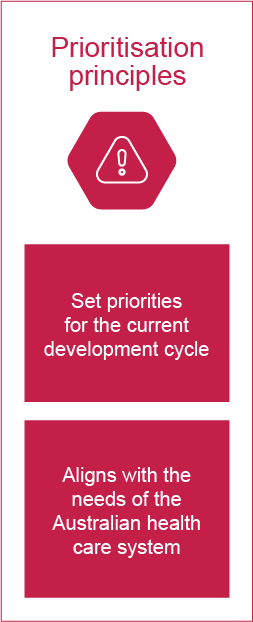 Prioritisation
principles
Set priorities
for the current
development cycle
Aligns with the
needs of the
Australian health
care system